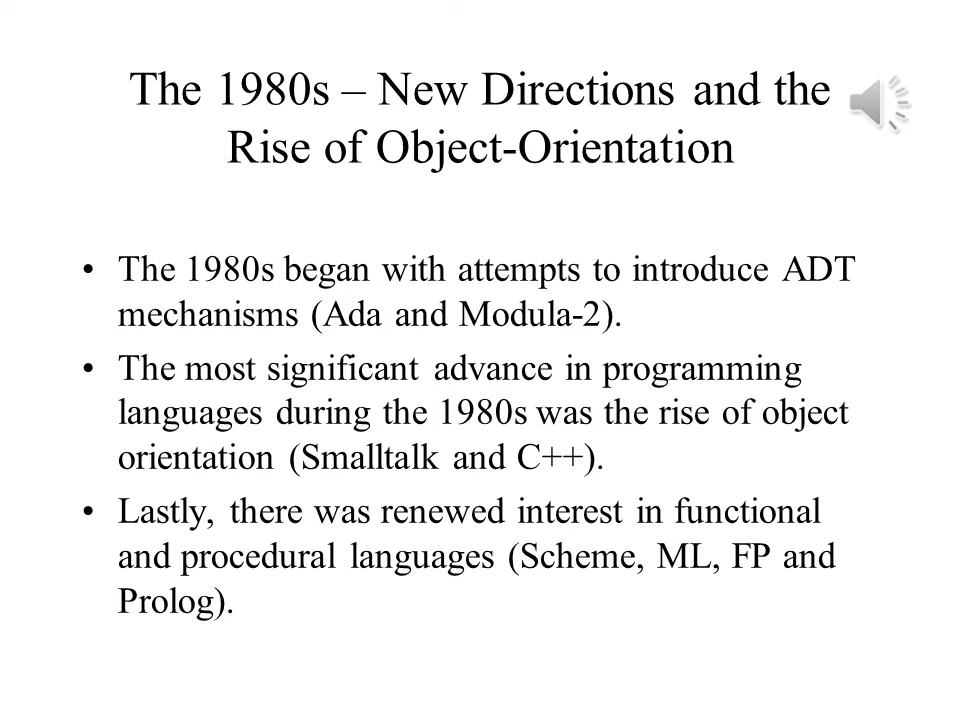 The 1980s – New Directions and the
Rise of Object-Orientation
• The 1980s began with attempts to introduce ADT
mechanisms (Ada and Modula-2).
• The most significant advance in programming
languages during the 1980s was the rise of object
orientation (Smalltalk and C++).
• Lastly, there was renewed interest in functional
and procedural languages (Scheme, ML, FP and
Prolog).